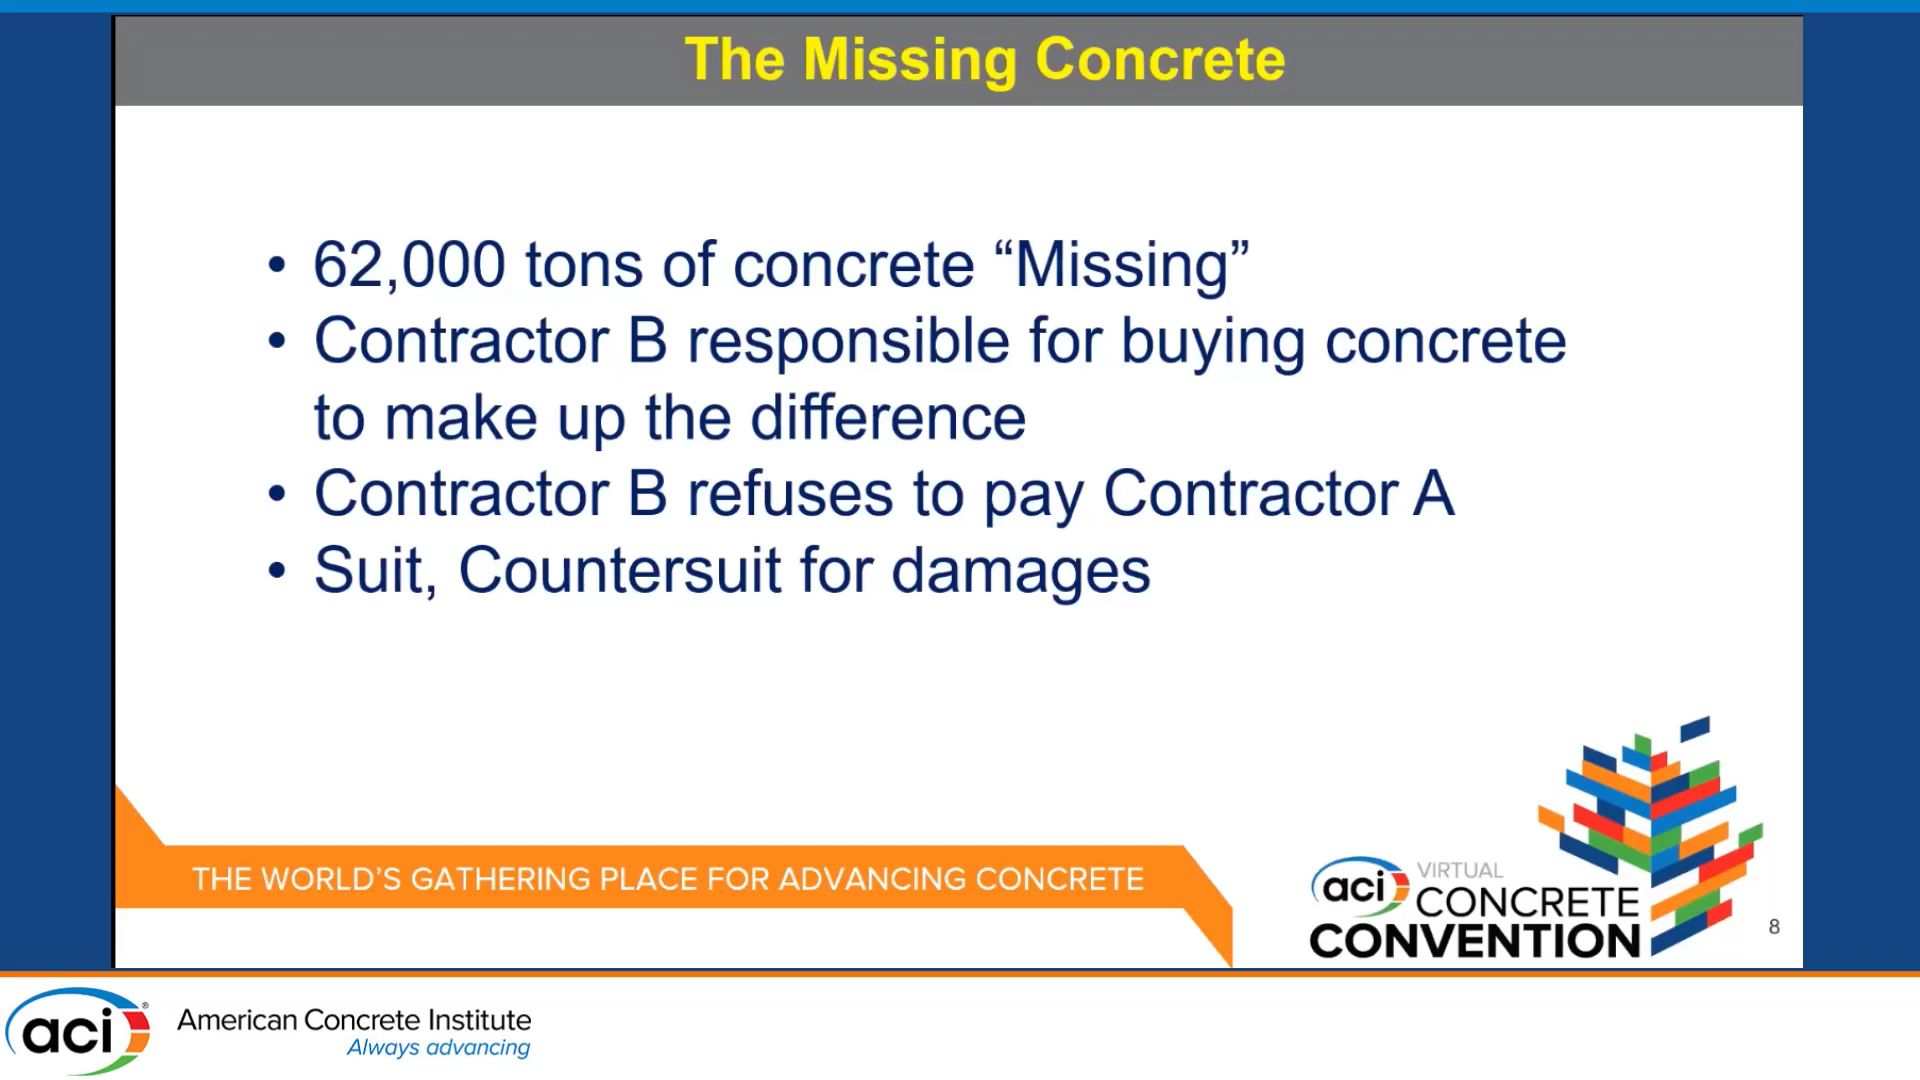 The Missing Concrete
• 62,000 tons of concrete “Missing”
• Contractor B responsible for buying concrete
to make up the difference
• Contractor B refuses to pay Contractor A
• Suit, Countersuit for damages
THE WORLD’S GATHERING PLACE FOR ADVANCING CONCRETE
aci VIRTUAL
CONCRETE
CONVENTION
8
aci® American Concrete Institute
Always advancing